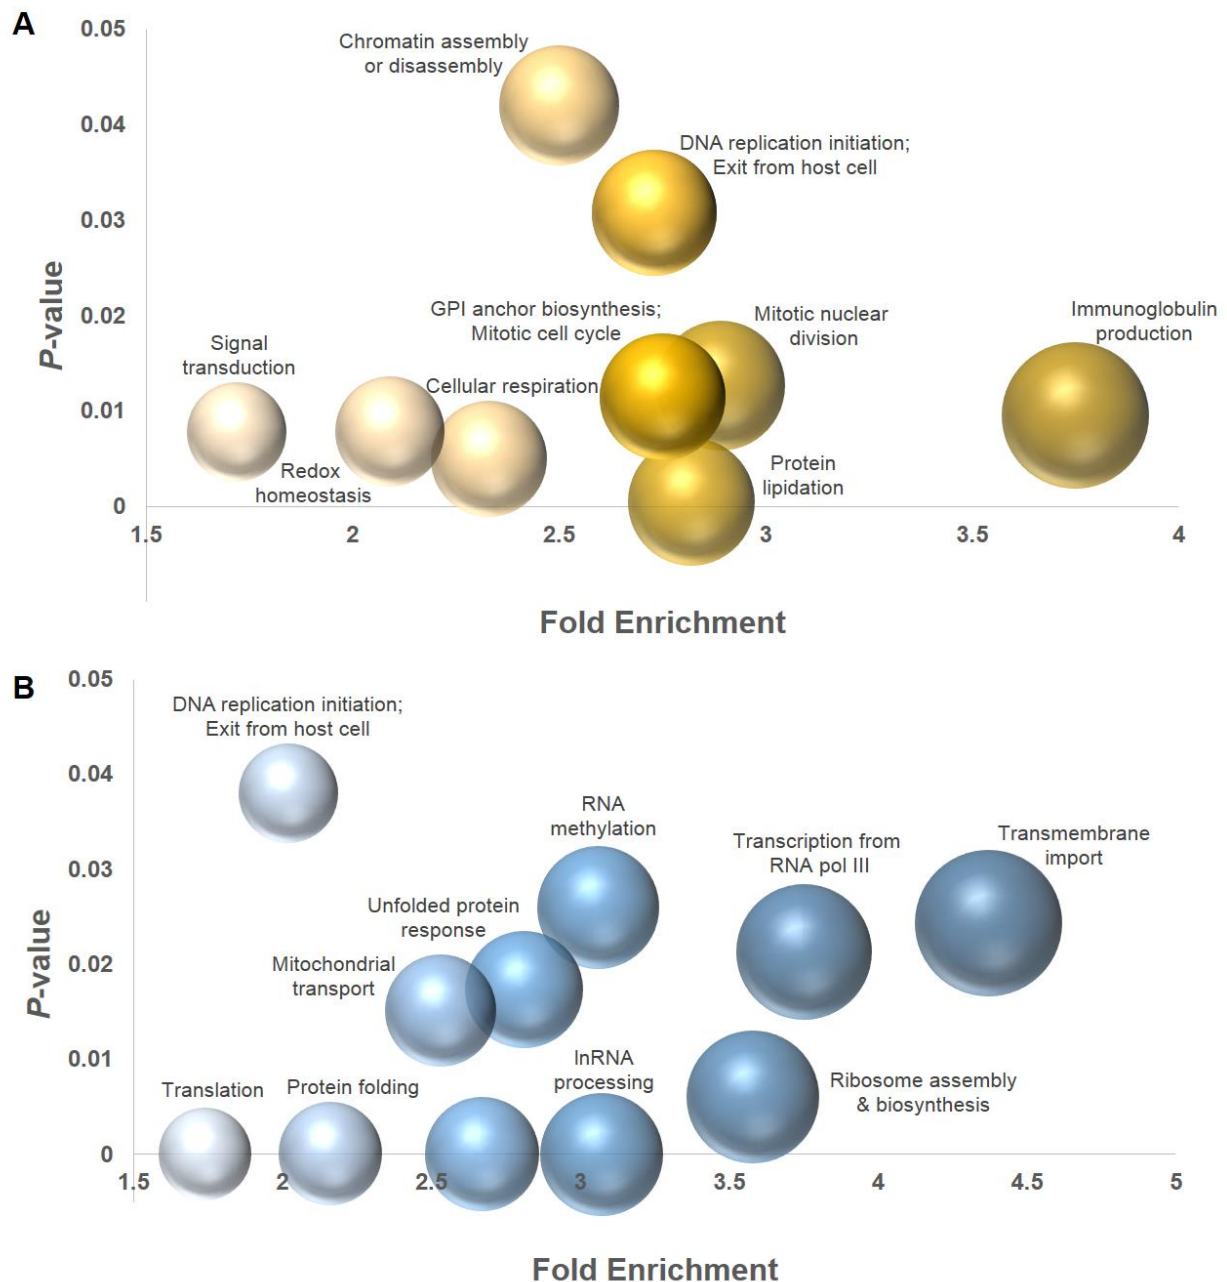 A
0.05
Chromatin assembly
or disassembly
0.04
DNA replication initiation;
Exit from host cell
0.03
P-value
0.02
GPI anchor biosynthesis;
Mitotic cell cycle
Mitotic nuclear
division
Immunoglobulin
production
Signal
transduction
Cellular respiration
0.01
Redox
homeostasis
Protein
lipidation
0
1.5
2
2.5
3
3.5
4
Fold Enrichment
B
0.05
DNA replication initiation;
Exit from host cell
0.04
RNA
methylation
0.03
Transcription from
RNA pol III
Transmembrane
import
P-value
Unfolded protein
response
0.02
Mitochondrial
transport
0.01
lnRNA
processing
Translation
Protein folding
Ribosome assembly
& biosynthesis
0
1.5
2
2.5
3
3.5
4
4.5
5
Fold Enrichment